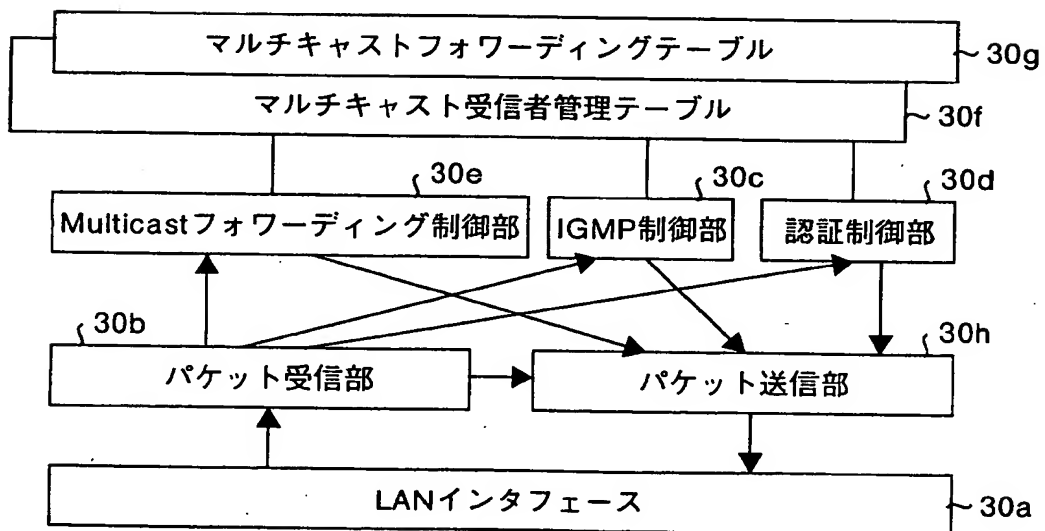 マルチキャストフォワーディングテーブル
30g
マルチキャスト受信者管理テーブル
30f
30e
30c
30d
Multicastフォワーディング制御部
IGMP制御部
認証制御部
30b
30h
パケット受信部
パケット送信部
LANインタフェース
30a